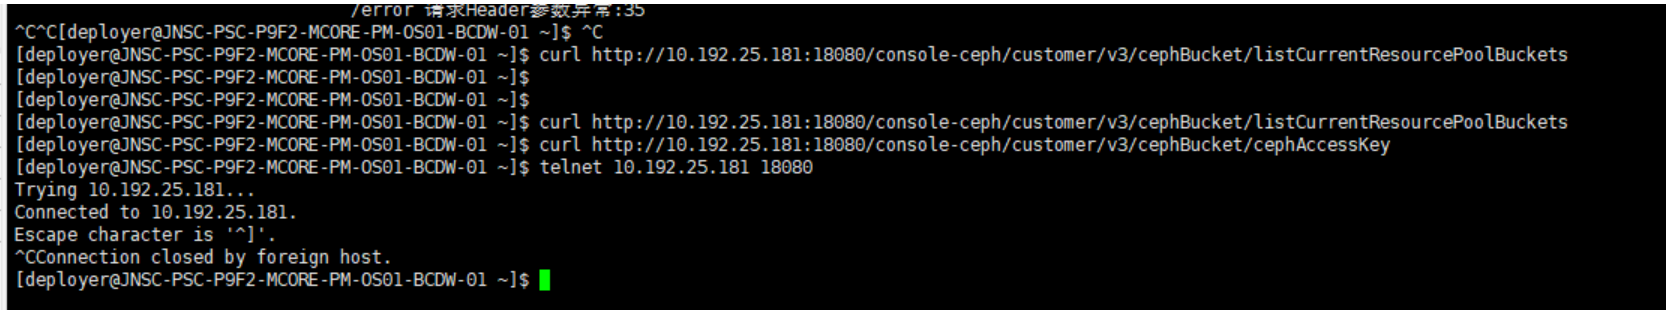 /error 请求Header参数异常:35
^C^C[deployer@JNSC-PSC-P9F2-MCORE-PM-OS01-BCDW-01 ~]$ ^C
[deployer@JNSC-PSC-P9F2-MCORE-PM-OS01-BCDW-01 ~]$ curl http://10.192.25.181:18080/console-ceph/customer/v3/cephBucket/listCurrentResourcePoolBuckets
[deployer@JNSC-PSC-P9F2-MCORE-PM-OS01-BCDW-01 ~]$
[deployer@JNSC-PSC-P9F2-MCORE-PM-OS01-BCDW-01 ~]$
[deployer@JNSC-PSC-P9F2-MCORE-PM-OS01-BCDW-01 ~]$ curl http://10.192.25.181:18080/console-ceph/customer/v3/cephBucket/listCurrentResourcePoolBuckets
[deployer@JNSC-PSC-P9F2-MCORE-PM-OS01-BCDW-01 ~]$ curl http://10.192.25.181:18080/console-ceph/customer/v3/cephBucket/cephAccessKey
[deployer@JNSC-PSC-P9F2-MCORE-PM-OS01-BCDW-01 ~]$ telnet 10.192.25.181 18080
Trying 10.192.25.181...
Connected to 10.192.25.181.
Escape character is '^]'.
^CConnection closed by foreign host.
[deployer@JNSC-PSC-P9F2-MCORE-PM-OS01-BCDW-01 ~]$